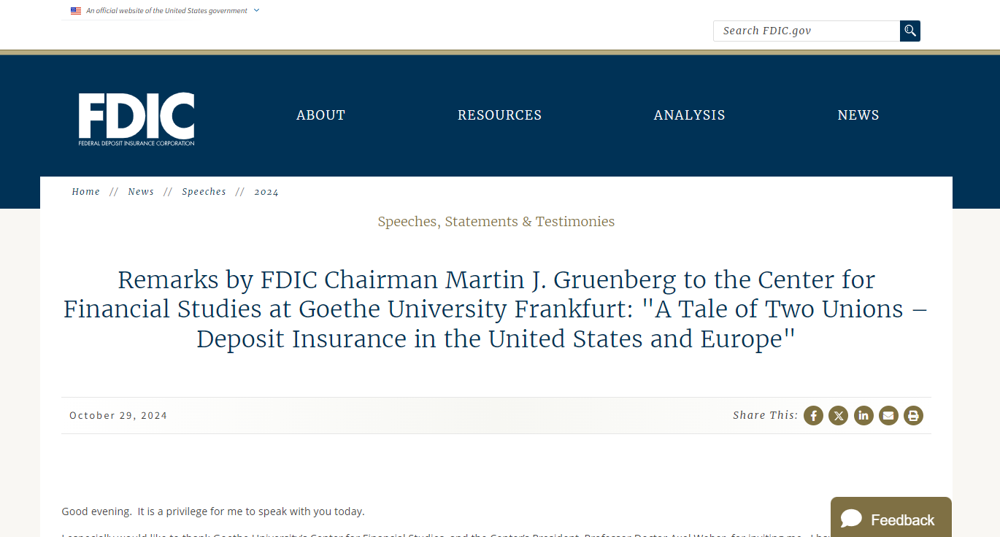 An official website of the United States government
Search FDIC.gov
FDIC
FEDERAL DEPOSIT INSURANCE CORPORATION
ABOUT
RESOURCES
ANALYSIS
NEWS
Home // News // Speeches // 2024
Speeches, Statements & Testimonies
Remarks by FDIC Chairman Martin J. Gruenberg to the Center for
Financial Studies at Goethe University Frankfurt: "A Tale of Two Unions –
Deposit Insurance in the United States and Europe"
October 29, 2024
Share This:
Good evening.  It is a privilege for me to speak with you today.
Feedback
I especially would like to thank Goethe University's Center for Financial Studies, and the Center's President, Professor Doctor Axel Weber, for inviting me.  I